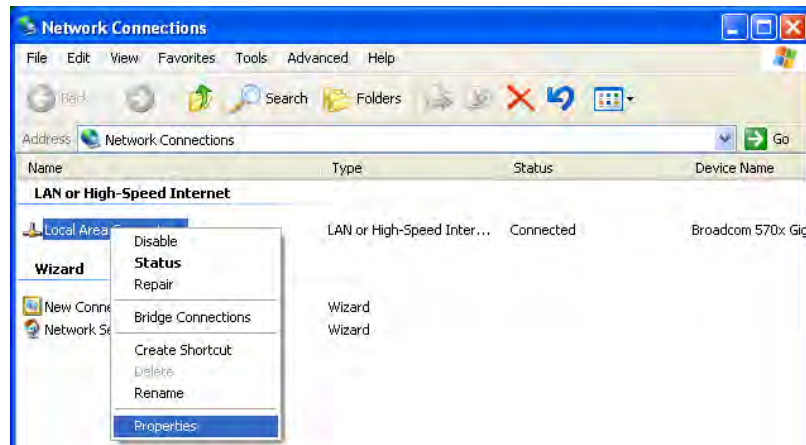 Network Connections
File Edit View Favorites Tools Advanced Help
Back Search Folders
Address Network Connections Go
Name Type Status Device Name
LAN or High-Speed Internet
Local Area LAN or High-Speed Inter... Connected Broadcom 570x Gig
Disable
Wizard Status
Repair
New Conne Wizard
Bridge Connections
Network Se Wizard
Create Shortcut
Delete
Rename
Properties